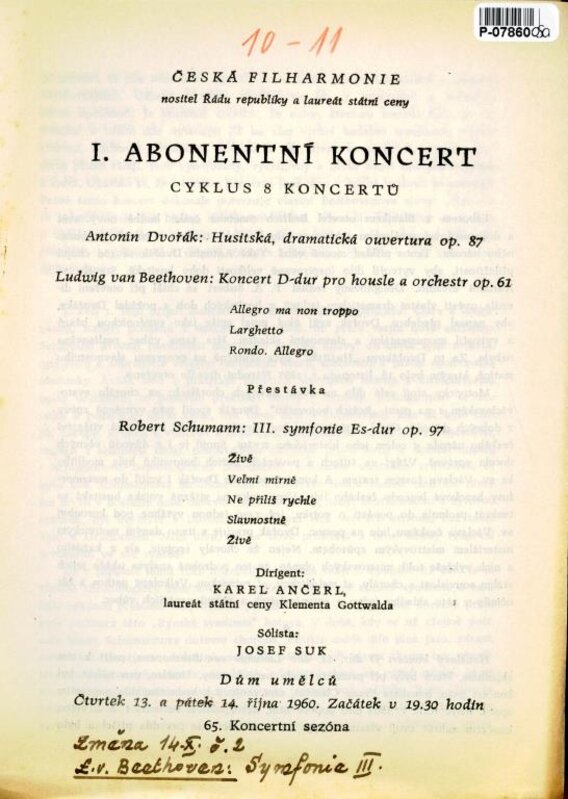 P-07860
10-11
ČESKÁ FILHARMONIE
nositel Řádu republiky a laureát státní ceny
I. ABONENTNÍ KONCERT
CYKLUS 8 KONCERTŮ
Antonín Dvořák: Husitská, dramatická ouvertura op. 87
Ludwig van Beethoven: Koncert D-dur pro housle a orchestr op. 61
Allegro ma non troppo
Larghetto
Rondo. Allegro
Přestávka
Robert Schumann: III. symfonie Es-dur op. 97
Živě
Velmi mírně
Ne příliš rychle
Slavnostně
Živě
Dirigent:
KAREL ANČERL,
laureát státní ceny Klementa Gottwalda
Sólista:
JOSEF SUK
Dům umělců
Čtvrtek 13. a pátek 14. října 1960. Začátek v 19.30 hodin
65. Koncertní sezóna
Změna 14.X. č. 2
L.v. Beethoven: Symfonie III.